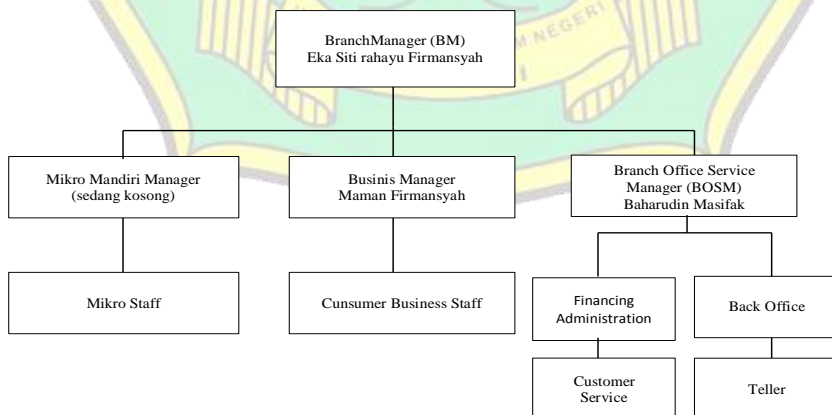 M NEGERI
I
BranchManager (BM)
Eka Siti rahayu Firmansyah
Mikro Mandiri Manager
(sedang kosong)
Businis Manager
Maman Firmansyah
Branch Office Service
Manager (BOSM)
Baharudin Masifak
Mikro Staff
Cunsumer Business Staff
Financing
Administration
Back Office
Customer
Service
Teller